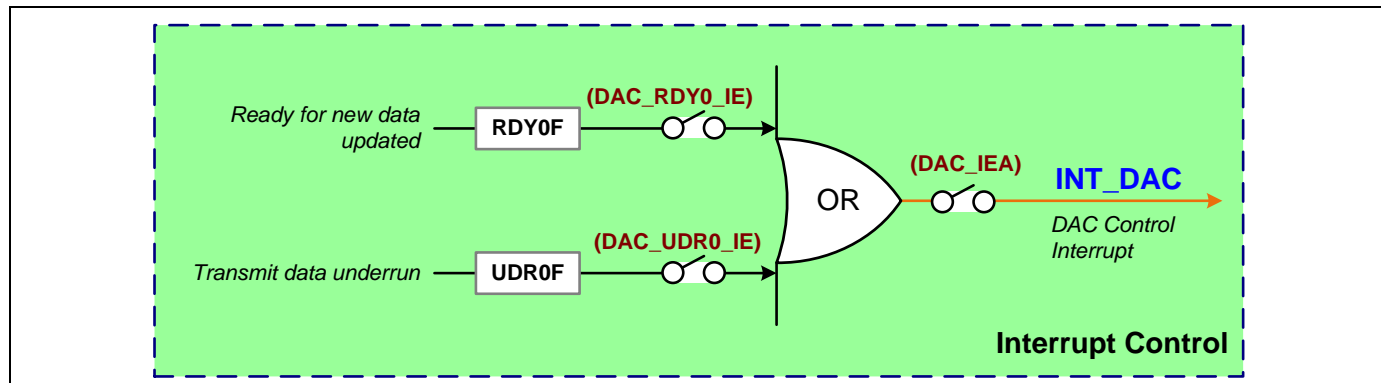 Ready for new data
updated
RDY0F
(DAC_RDY0_IE)
Transmit data underrun
UDR0F
(DAC_UDR0_IE)
OR
(DAC_IEA)
INT_DAC
DAC Control
Interrupt
Interrupt Control